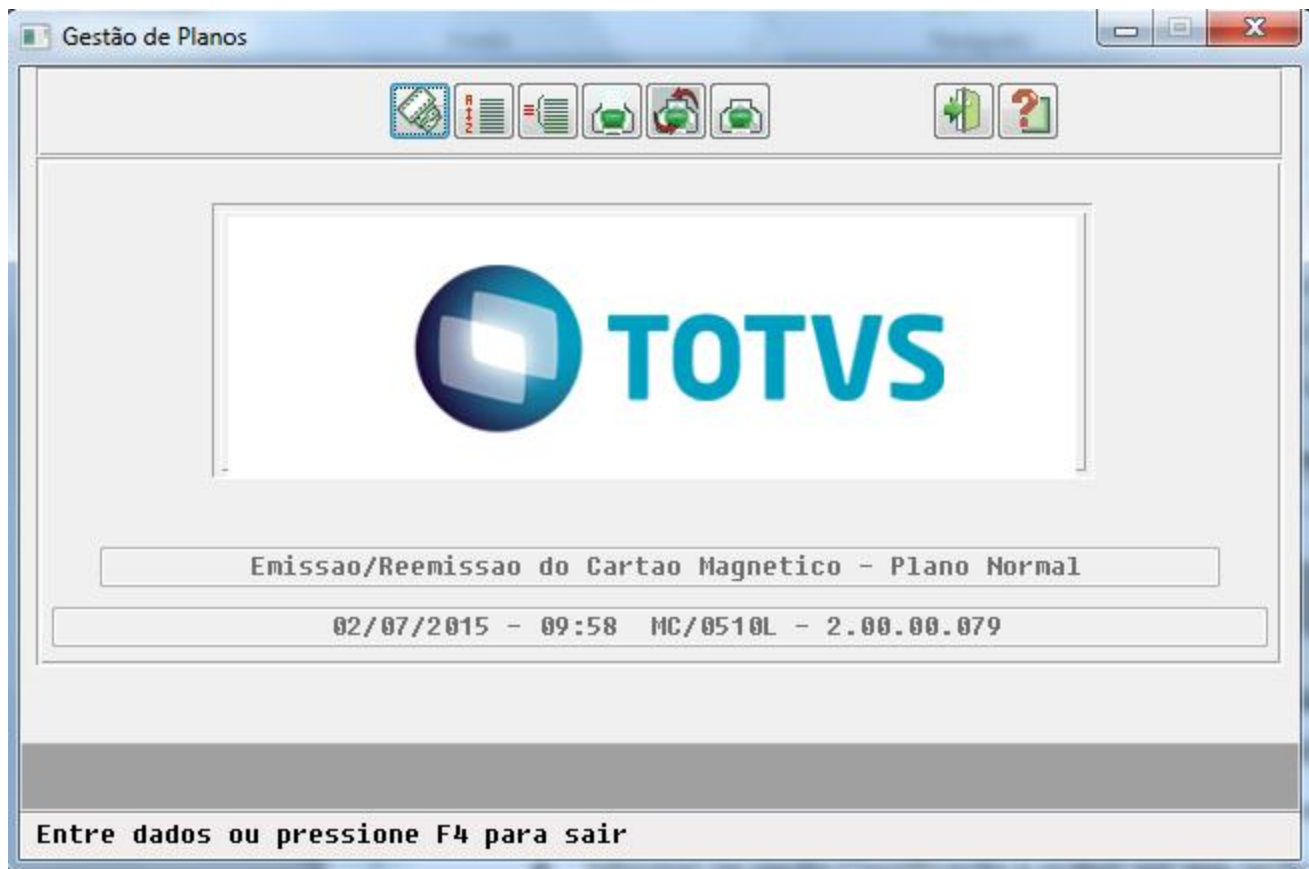 Gestão de Planos
TOTVS
Emissao/Reemissao do Cartao Magnetico - Plano Normal
02/07/2015 - 09:58 MC/0510L - 2.00.00.079
Entre dados ou pressione F4 para sair